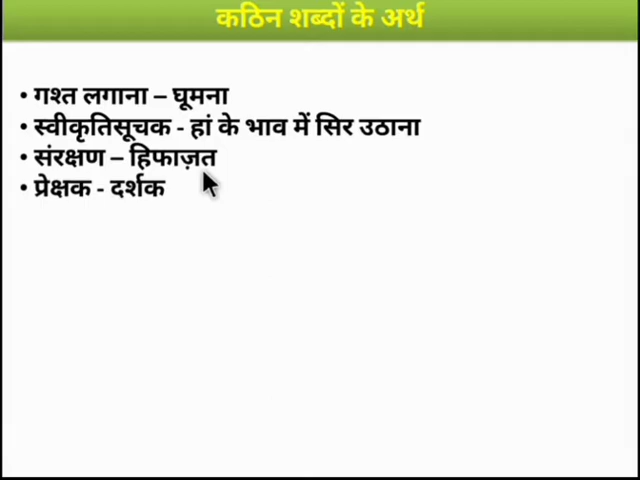 कठिन शब्दों के अर्थ
• गश्त लगाना – घूमना
• स्वीकृतिसूचक - हां के भाव में सिर उठाना
• संरक्षण – हिफाज़त
• प्रेक्षक - दर्शक